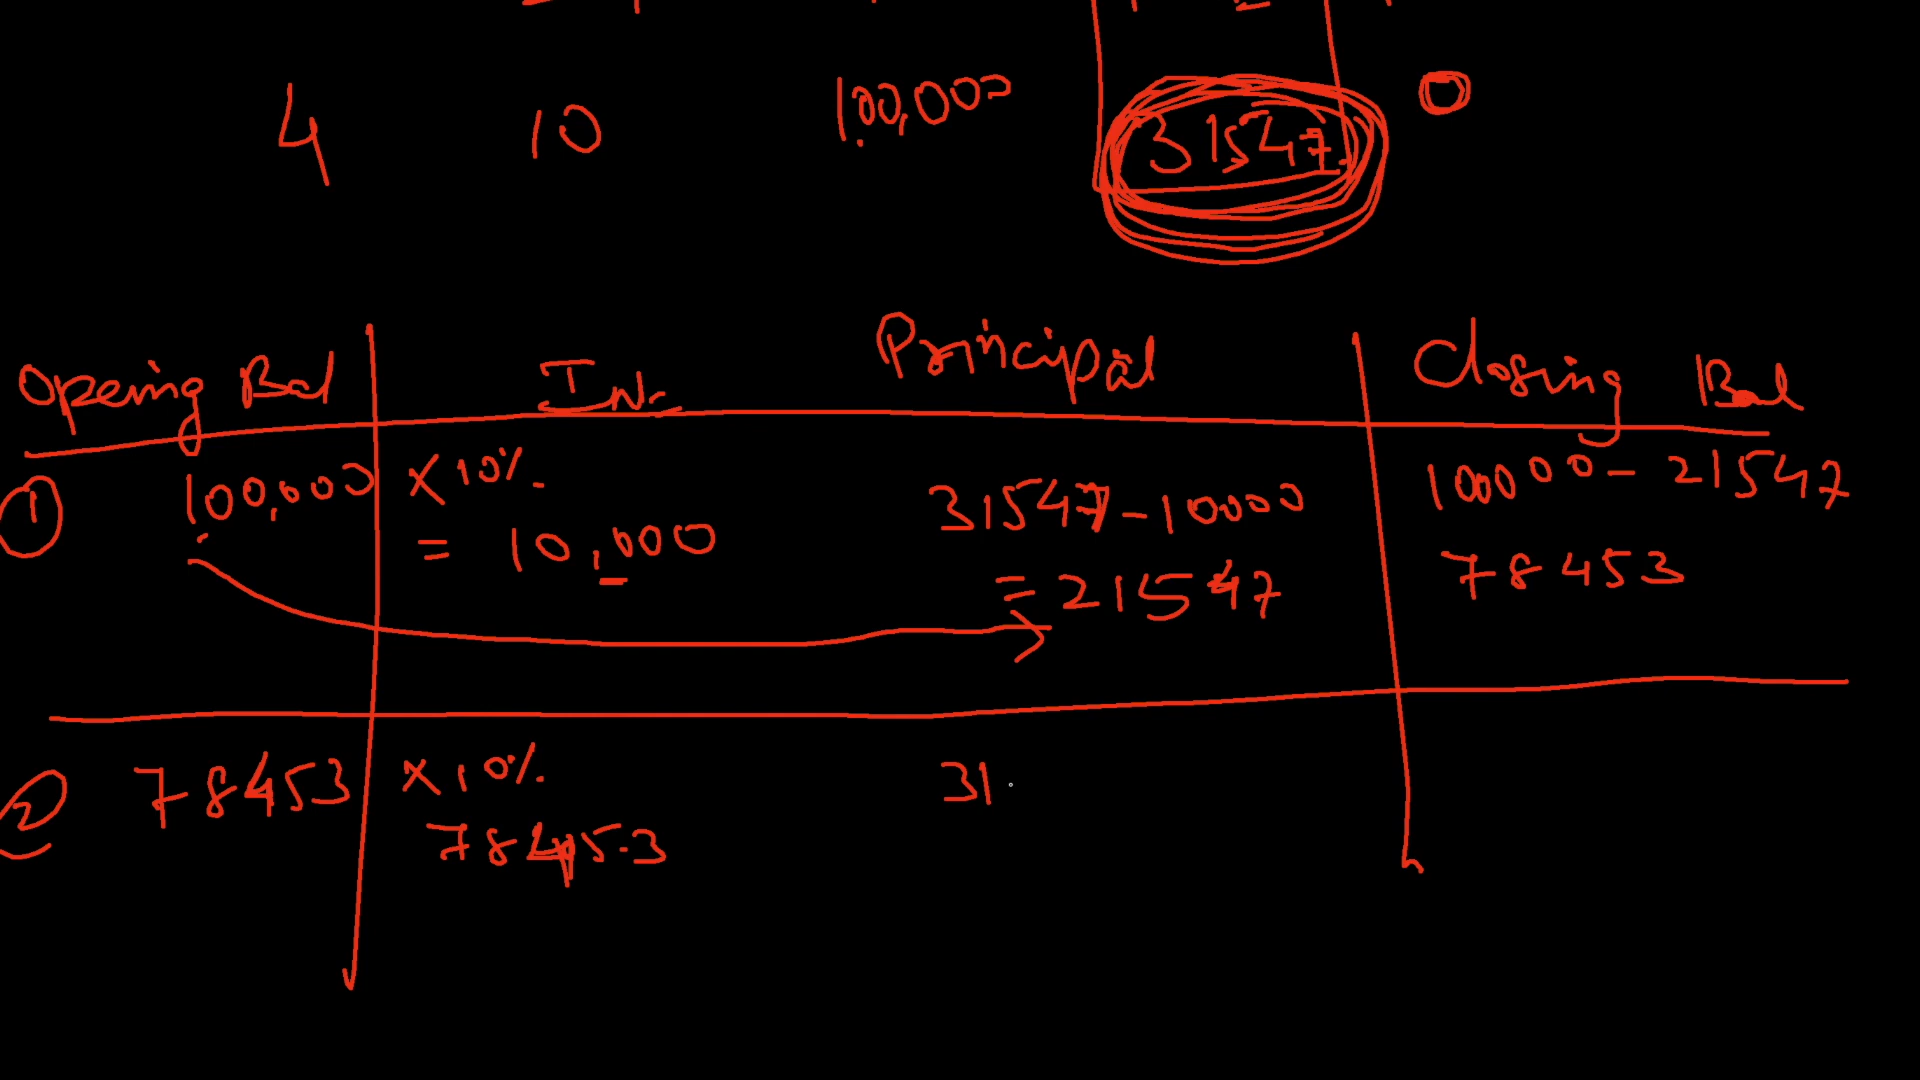 4 10 100,000 31547 0
Opening Bal Int. Principal Closing Bal
1 100,000 × 10% 31547 - 10000 100000 - 21547
= 10,000 = 21547 78453
2 78453 × 10% 31
7845.3